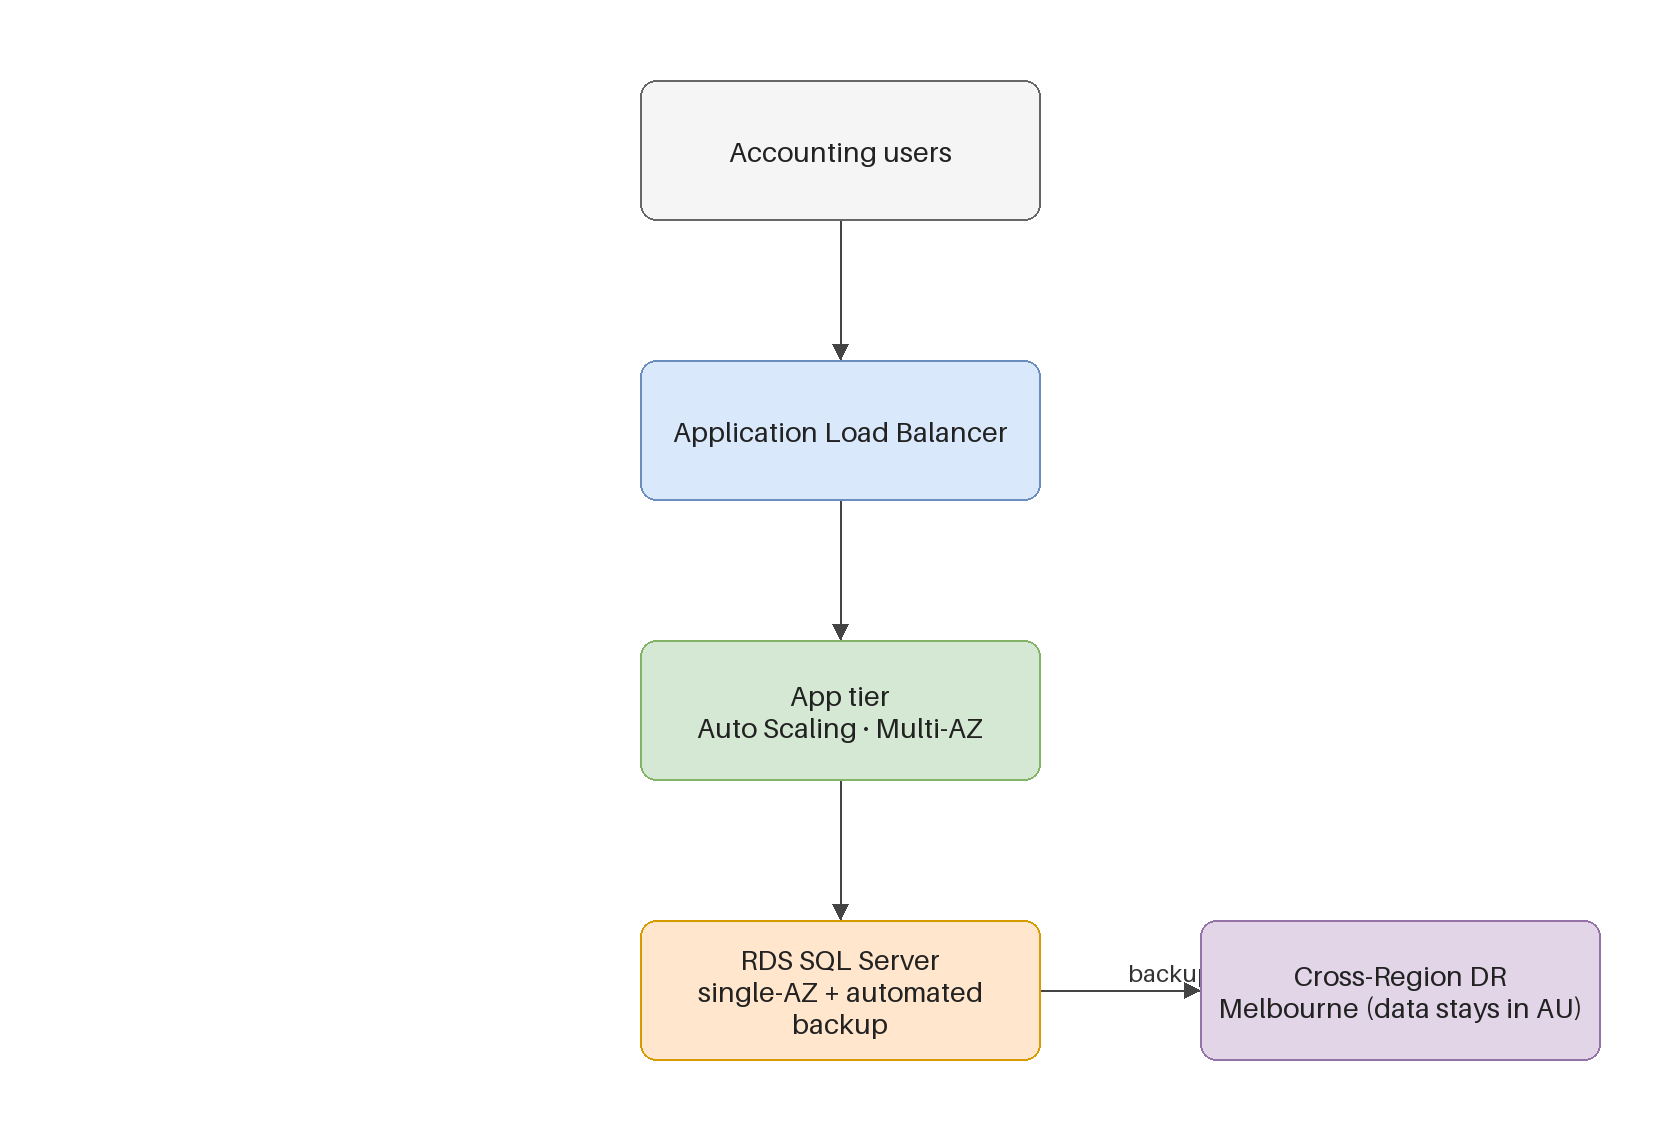 Accounting users
Application Load Balancer
App tier
Auto Scaling · Multi-AZ
RDS SQL Server
single-AZ + automated
backup
Cross-Region DR
Melbourne (data stays in AU)